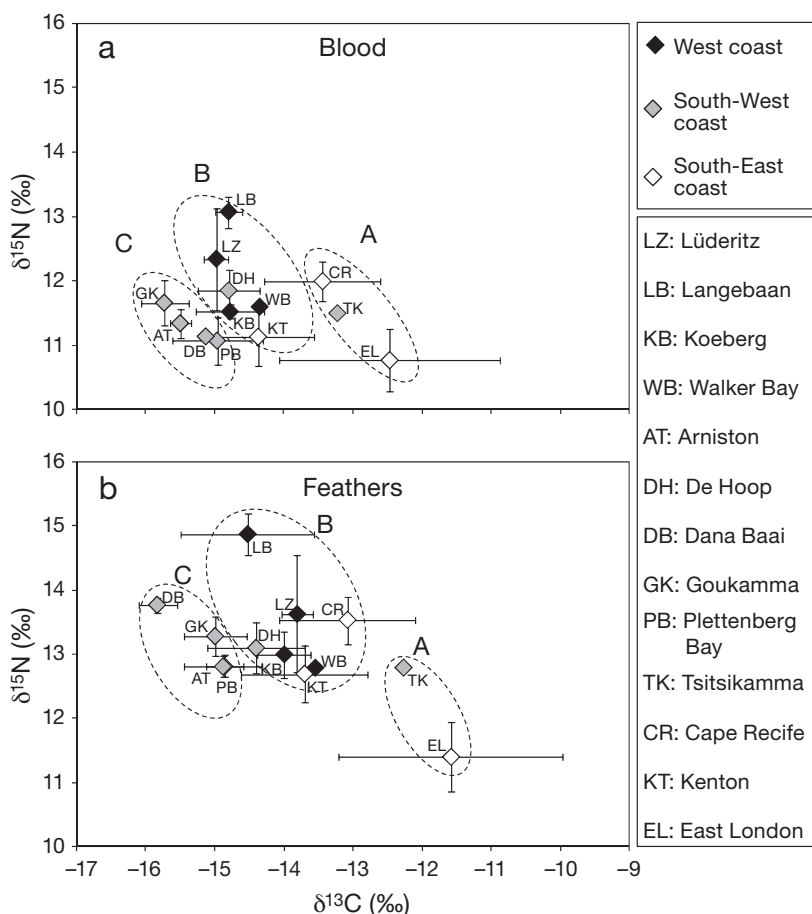 a
Blood
16
15
14
13
12
11
10
δ15N (‰)
B
LB
A
LZ
C
DH
CR
GK
WB
TK
KB
AT
KT
DB
PB
EL
b
Feathers
16
15
14
13
12
11
10
δ15N (‰)
B
LB
C
DB
LZ
CR
GK
DH
A
AT
KB
WB
PB
KT
TK
EL
–17
–16
–15
–14
–13
–12
–11
–10
–9
δ13C (‰)
West coast
South-West
coast
South-East
coast
LZ: Lüderitz
LB: Langebaan
KB: Koeberg
WB: Walker Bay
AT: Arniston
DH: De Hoop
DB: Dana Baai
GK: Goukamma
PB: Plettenberg
Bay
TK: Tsitsikamma
CR: Cape Recife
KT: Kenton
EL: East London